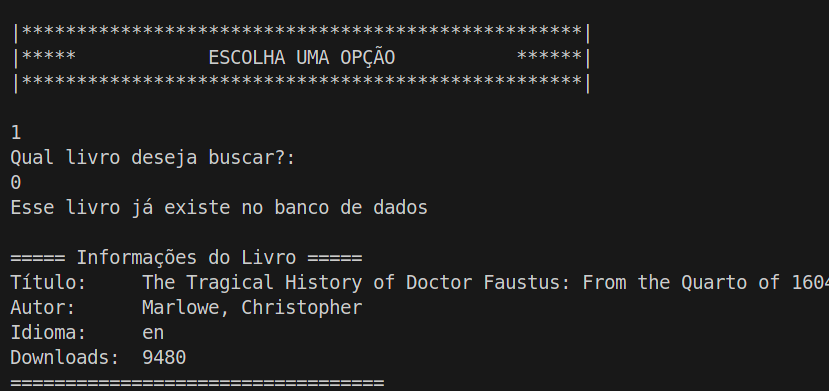 |***************************************************|
|*****            ESCOLHA UMA OPÇÃO           ******|
|***************************************************|
1
Qual livro deseja buscar?:
0
Esse livro já existe no banco de dados
===== Informações do Livro =====
Título:     The Tragical History of Doctor Faustus: From the Quarto of 1604
Autor:      Marlowe, Christopher
Idioma:     en
Downloads:  9480
==================================